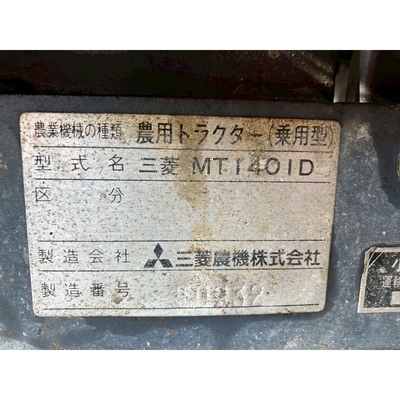 農業機械の種類 農用トラクター(乗用型)
型式名 三菱 MT1401D
区分
製造会社 三菱農機株式会社
製造番号